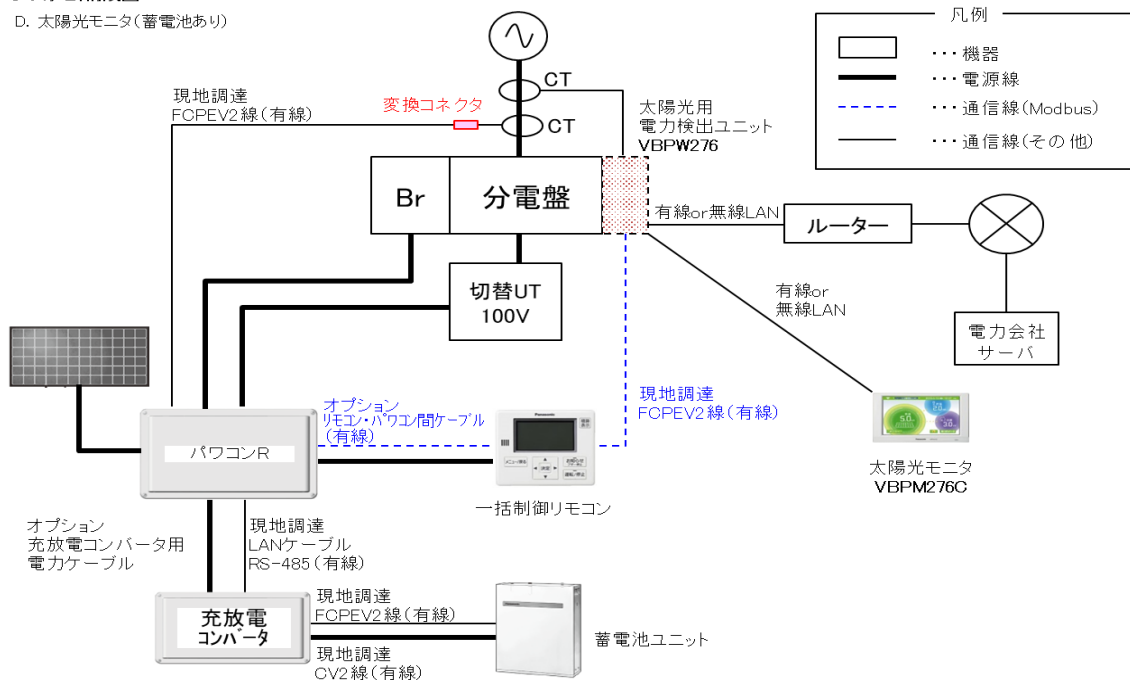 D. 太陽光モニタ(蓄電池あり)
凡例
・・・機器
・・・電源線
・・・通信線(Modbus)
・・・通信線(その他)
CT
CT
現地調達
FCPEV2線(有線)
変換コネクタ
太陽光用
電力検出ユニット
VBPW276
Br
分電盤
有線or無線LAN
ルーター
切替UT
100V
有線or
無線LAN
電力会社
サーバ
オプション
リモコン・パワコン間ケーブル
(有線)
現地調達
FCPEV2線(有線)
Panasonic
パワコンR
太陽光モニタ
VBPM276C
一括制御リモコン
オプション
充放電コンバータ用
電力ケーブル
現地調達
LANケーブル
RS-485(有線)
充放電
コンバータ
現地調達
FCPEV2線(有線)
現地調達
CV2線(有線)
蓄電池ユニット